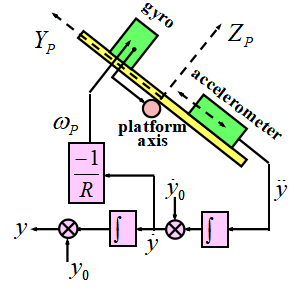 gyro
Y_P
Z_P
accelerometer
ω_P
platform
axis
-1
R
ẏ_0
ÿ
y
∫
ẏ
∫
y_0